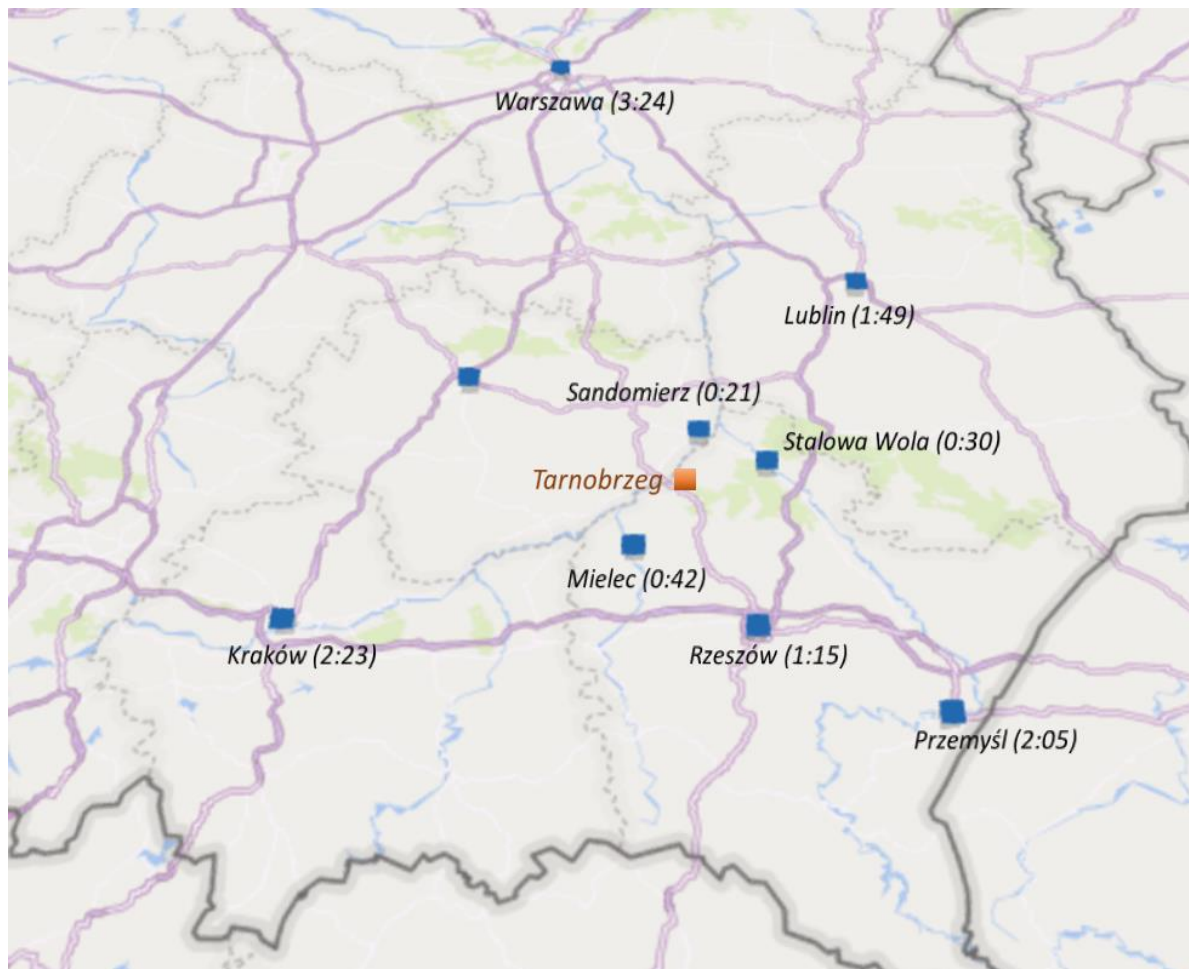 Warszawa (3:24)
Lublin (1:49)
Sandomierz (0:21)
Stalowa Wola (0:30)
Tarnobrzeg
Mielec (0:42)
Kraków (2:23)
Rzeszów (1:15)
Przemyśl (2:05)